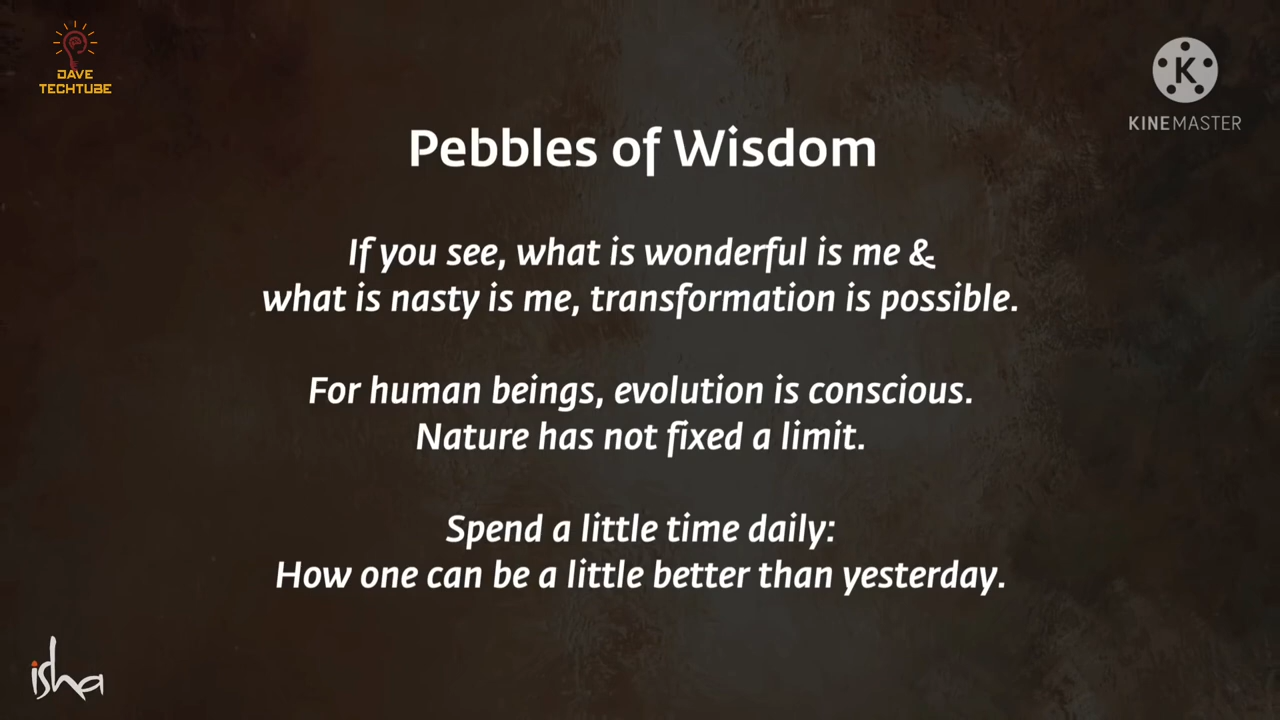 DAVE
TECHTUBE
K
KINEMASTER
Pebbles of Wisdom
If you see, what is wonderful is me &
what is nasty is me, transformation is possible.
For human beings, evolution is conscious.
Nature has not fixed a limit.
Spend a little time daily:
How one can be a little better than yesterday.
isha